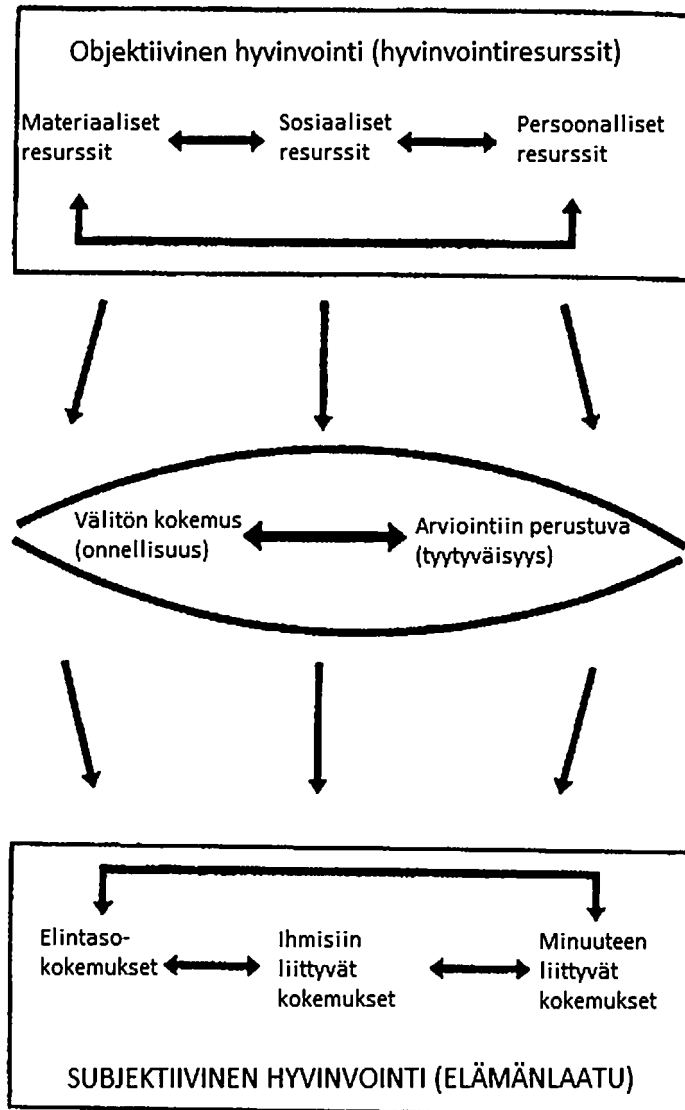 Objektiivinen hyvinvointi (hyvinvointiresurssit)
Materiaaliset
resurssit
Sosiaaliset
resurssit
Persoonalliset
resurssit
Välitön kokemus
(onnellisuus)
Arviointiin perustuva
(tyytyväisyys)
Elintaso-
kokemukset
Ihmisiin
liittyvät
kokemukset
Minuuteen
liittyvät
kokemukset
SUBJEKTIIVINEN HYVINVOINTI (ELÄMÄNLAATU)